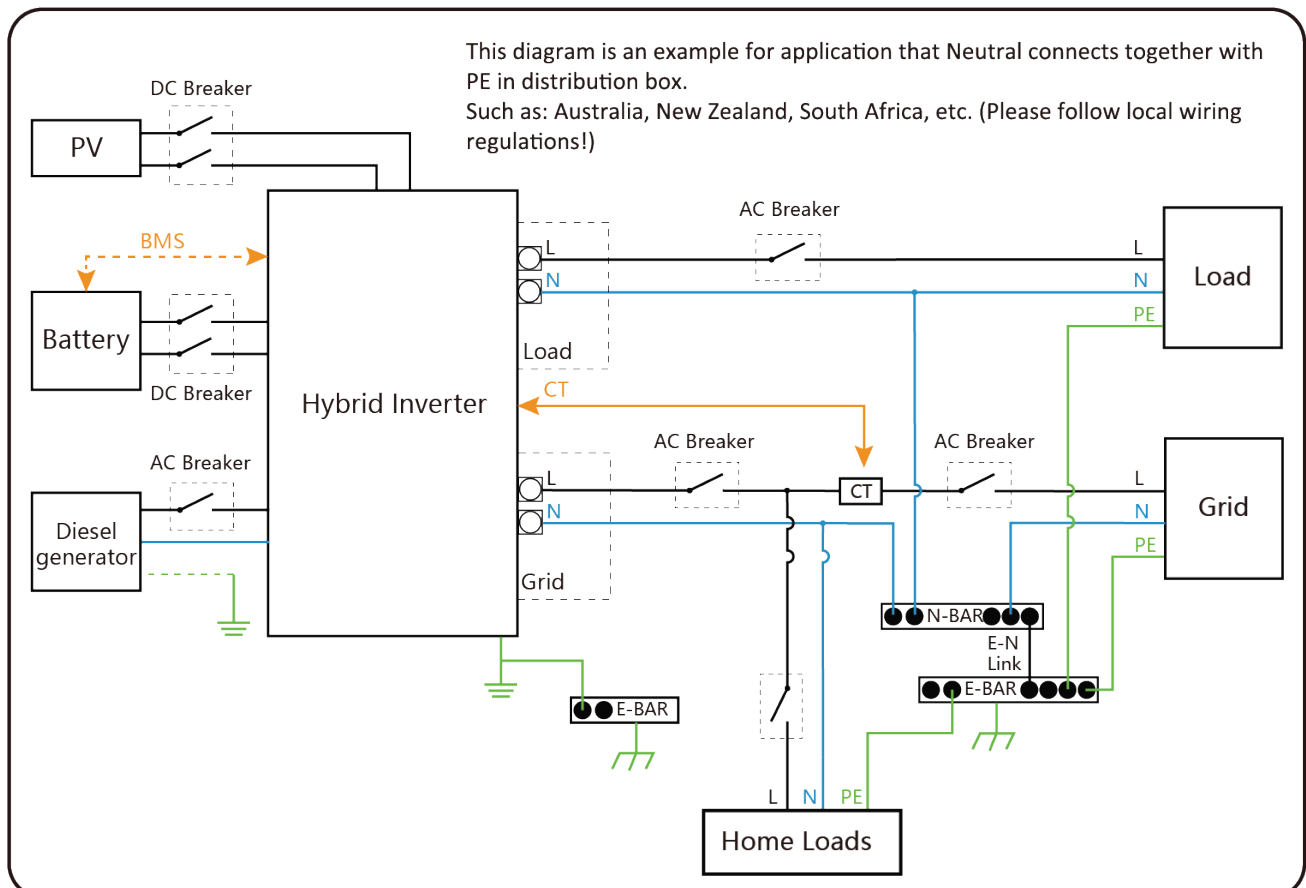 This diagram is an example for application that Neutral connects together with
PE in distribution box.
Such as: Australia, New Zealand, South Africa, etc. (Please follow local wiring
regulations!)
DC Breaker
PV
AC Breaker
L
L
BMS
N
N
Load
PE
Battery
Load
DC Breaker
CT
Hybrid Inverter
AC Breaker
AC Breaker
AC Breaker
L
CT
L
Grid
N
N
Diesel
generator
PE
Grid
N-BAR
E-N
Link
E-BAR
E-BAR
L
N
PE
Home Loads